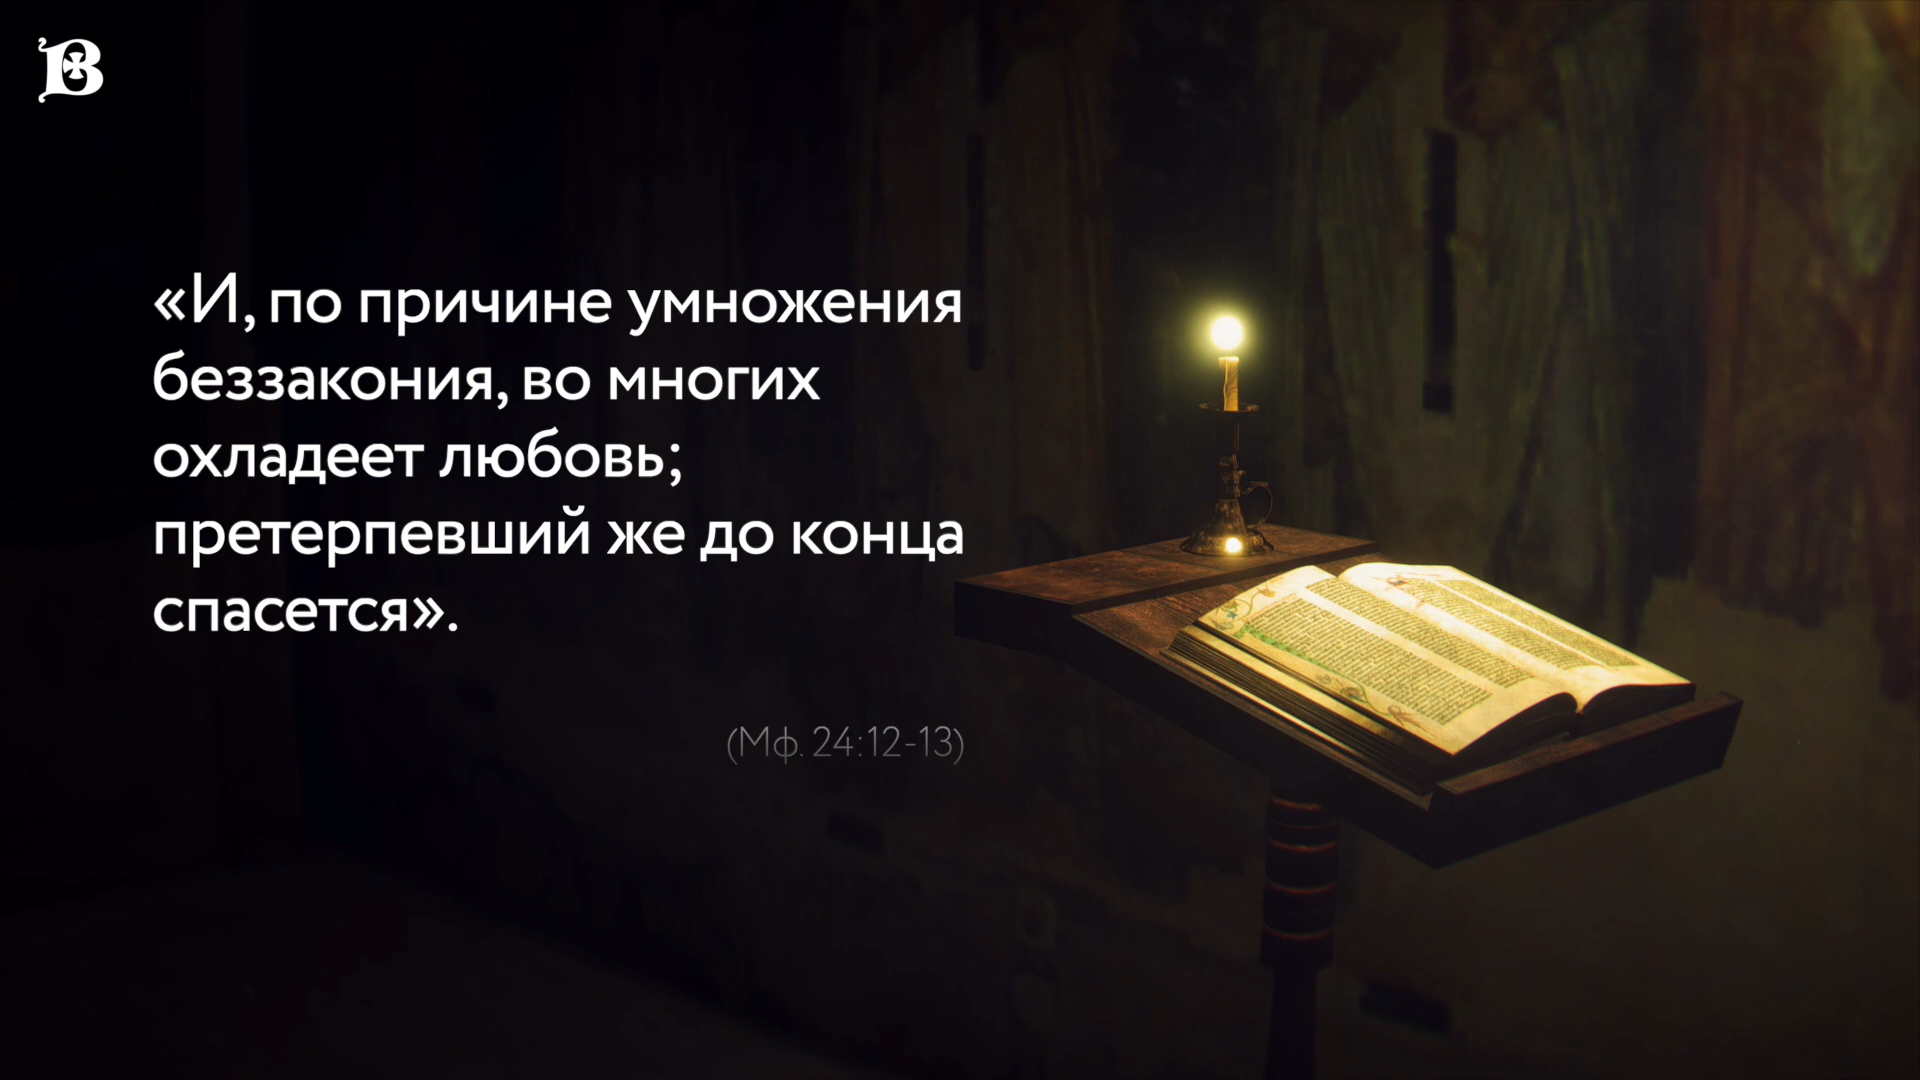 «И, по причине умножения
беззакония, во многих
охладеет любовь;
претерпевший же до конца
спасется».
(Мф. 24:12-13)